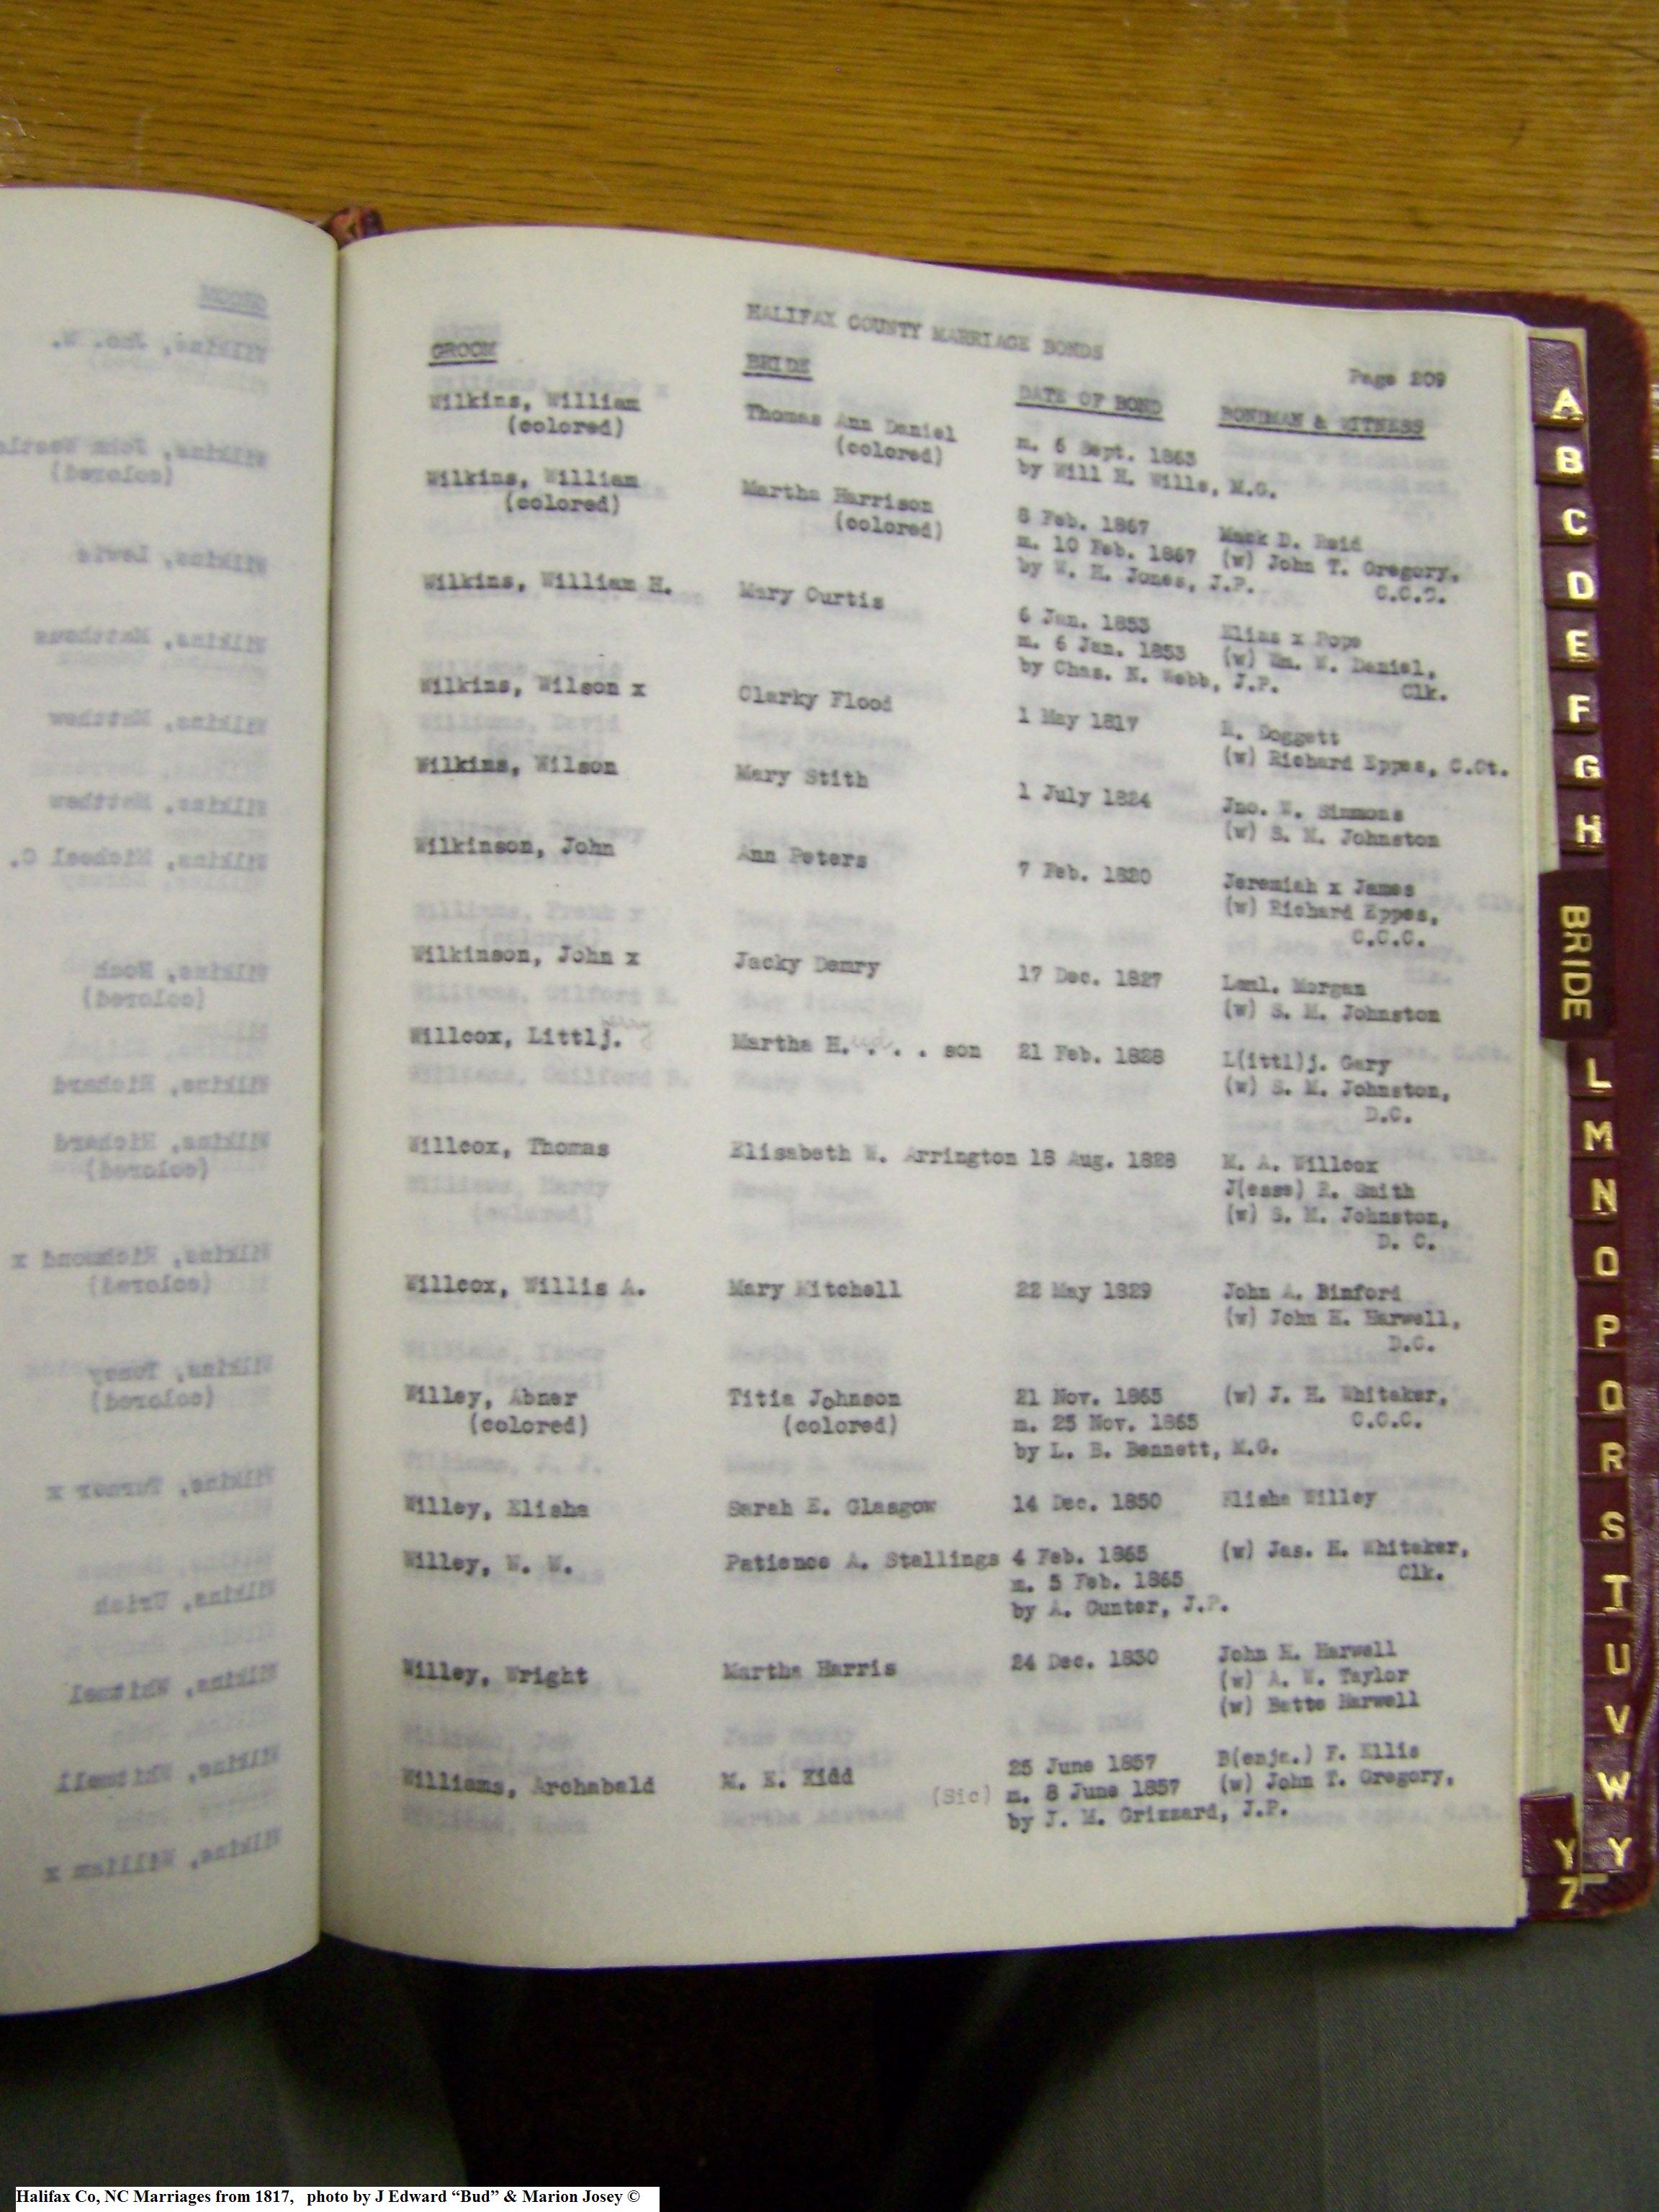 HALIFAX COUNTY MARRIAGE BONDS
Page 209
GROOM BRIDE DATE OF BOND BONDMAN & WITNESS
Wilkins, William Thomas Ann Daniel m. 6 Sept. 1863
(colored) (colored) by Will H. Wills, M.G.
Wilkins, William Martha Harrison 8 Feb. 1867 Mack D. Reid
(colored) (colored) m. 10 Feb. 1867 (w) John T. Gregory,
by W. H. Jones, J.P. C.C.C.
Wilkins, William H. Mary Curtis 6 Jan. 1853 Elias x Pope
m. 6 Jan. 1853 (w) Wm. W. Daniel,
by Chas. N. Webb, J.P. Clk.
Wilkins, Wilson x Clarky Flood 1 May 1817 H. Doggett
(w) Richard Eppes, C.Ct.
Wilkins, Wilson Mary Stith 1 July 1824 Jno. W. Simmons
(w) S. M. Johnston
Wilkinson, John Ann Peters 7 Feb. 1820 Jeremiah x James
(w) Richard Eppes,
C.C.C.
Wilkinson, John x Jacky Demry 17 Dec. 1827 Leml. Morgan
(w) S. M. Johnston
Willcox, Littlj. Martha H. . . . son 21 Feb. 1828 L(ittl)j. Gary
(w) S. M. Johnston,
D.C.
Willcox, Thomas Elizabeth W. Arrington 18 Aug. 1828 M. A. Willcox
J(esse) R. Smith
(w) S. M. Johnston,
D. C.
Willcox, Willis A. Mary Mitchell 22 May 1829 John A. Binford
(w) John H. Harwell,
D.C.
Willey, Abner Titia Johnson 21 Nov. 1865 (w) J. H. Whitaker,
(colored) (colored) m. 25 Nov. 1865 C.C.C.
by L. B. Bennett, M.G.
Willey, Elisha Sarah E. Glasgow 14 Dec. 1850 Elisha Willey
Willey, W. W. Patience A. Stallings 4 Feb. 1865 (w) Jas. H. Whitaker,
m. 5 Feb. 1865 Clk.
by A. Gunter, J.P.
Willey, Wright Martha Harris 24 Dec. 1830 John H. Harwell
(w) A. W. Taylor
(w) Batts Harwell
Williams, Archabald M. E. Kidd 25 June 1857 B(enja.) F. Ellis
(Sic) m. 8 June 1857 (w) John T. Gregory,
by J. M. Grizzard, J.P.
A
B
C
D
E
F
G
H
BRIDE
L
M
N
O
P
Q
R
S
T
U
V
W
Y Y
Z
Halifax Co, NC Marriages from 1817, photo by J Edward “Bud” & Marion Josey ©